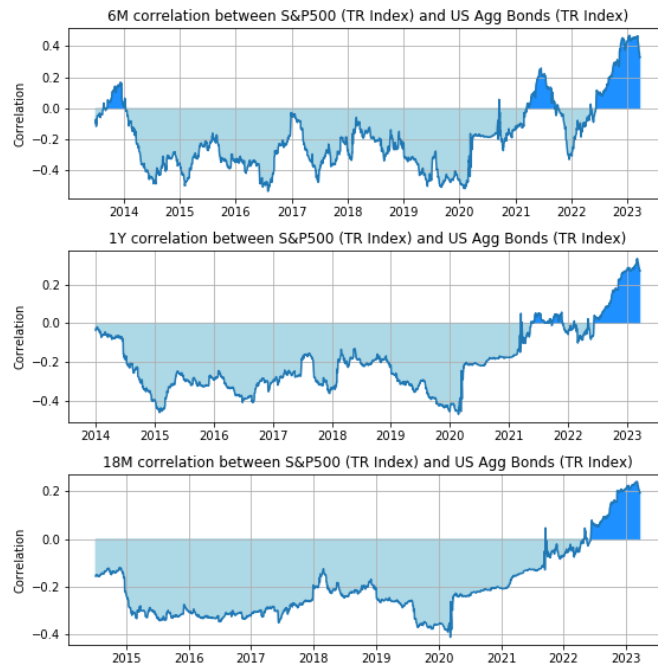 6M correlation between S&P500 (TR Index) and US Agg Bonds (TR Index)
Correlation
0.4
0.2
0.0
−0.2
−0.4
2014 2015 2016 2017 2018 2019 2020 2021 2022 2023
1Y correlation between S&P500 (TR Index) and US Agg Bonds (TR Index)
Correlation
0.2
0.0
−0.2
−0.4
2014 2015 2016 2017 2018 2019 2020 2021 2022 2023
18M correlation between S&P500 (TR Index) and US Agg Bonds (TR Index)
Correlation
0.2
0.0
−0.2
−0.4
2015 2016 2017 2018 2019 2020 2021 2022 2023